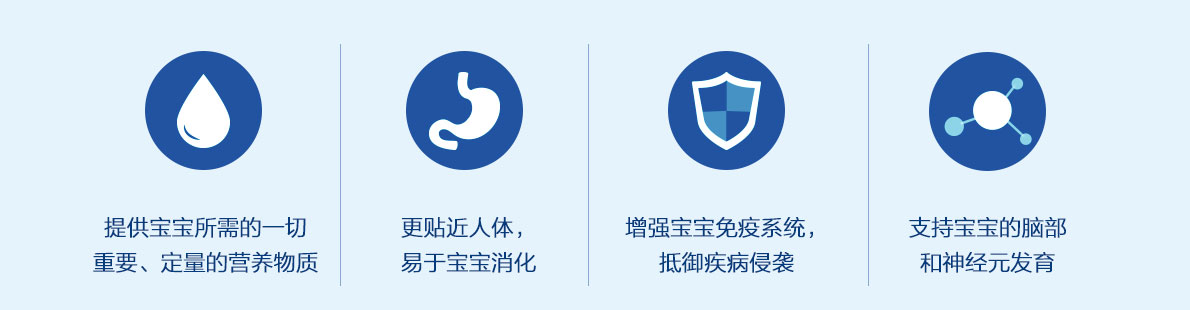 提供宝宝所需的一切
重要、定量的营养物质
更贴近人体，
易于宝宝消化
增强宝宝免疫系统，
抵御疾病侵袭
支持宝宝的脑部
和神经元发育